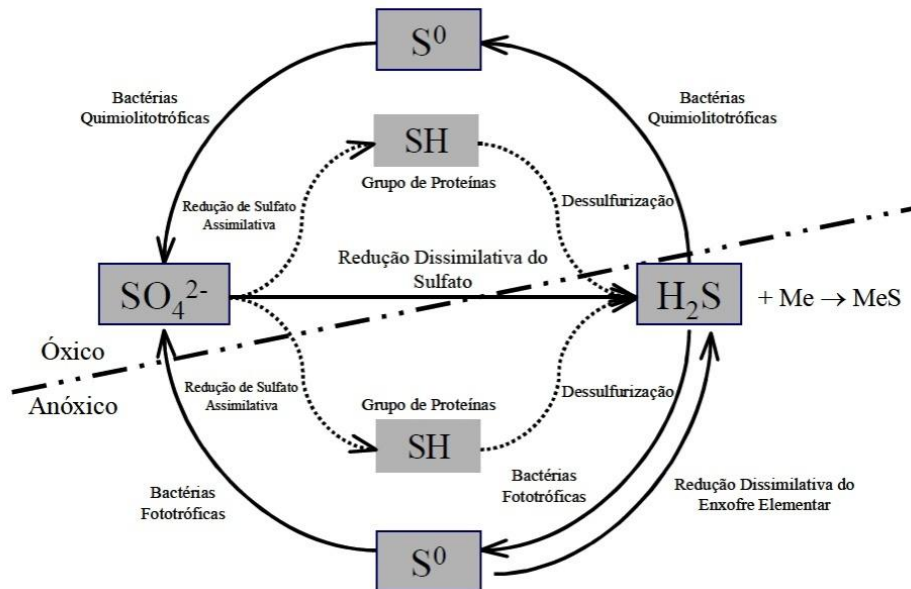 S⁰
Bactérias
Quimiolitotróficas
Bactérias
Quimiolitotróficas
SH
Grupo de Proteínas
Redução de Sulfato
Assimilativa
Dessulfurização
Redução Dissimilativa do
Sulfato
SO₄²⁻
H₂S
+ Me → MeS
Óxico
Anóxico
Redução de Sulfato
Assimilativa
Grupo de Proteínas
Dessulfurização
SH
Bactérias
Fototróficas
Bactérias
Fototróficas
Redução Dissimilativa do
Enxofre Elementar
S⁰